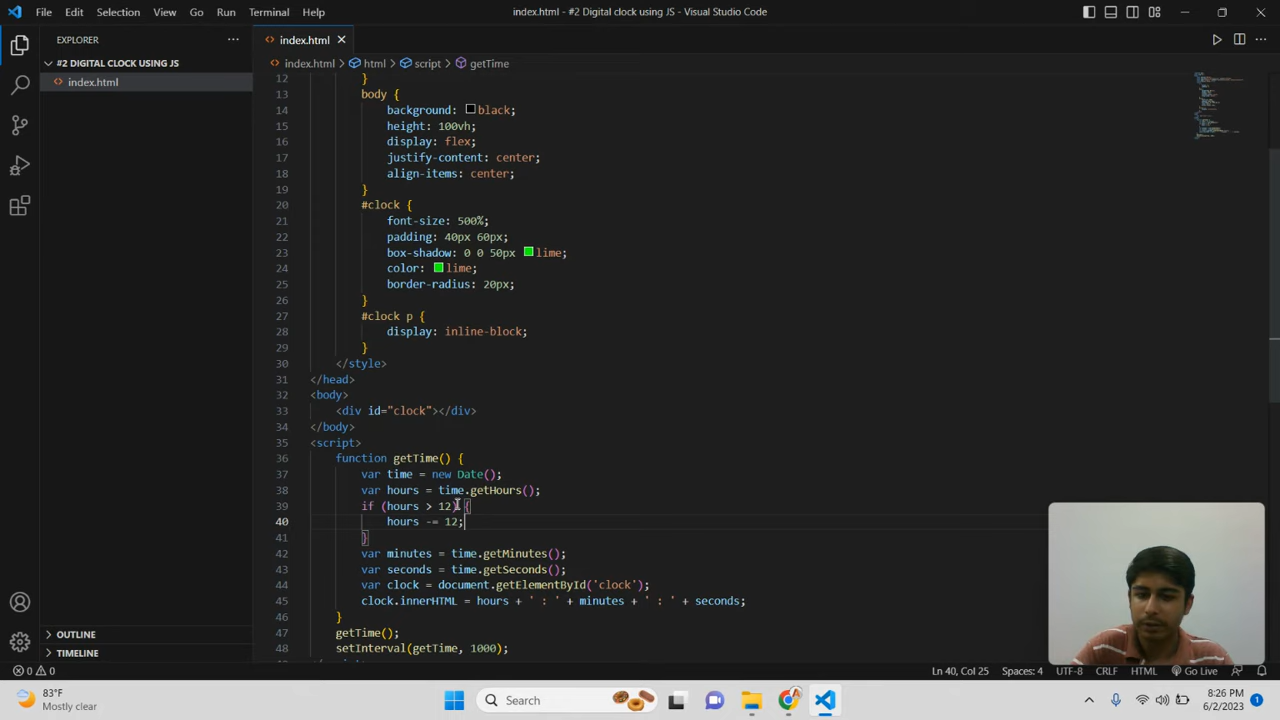 File Edit Selection View Go Run Terminal Help
index.html - #2 Digital clock using JS - Visual Studio Code
EXPLORER
index.html
#2 DIGITAL CLOCK USING JS
index.html
index.html > html > script > getTime
12 }
13 body {
14 background: black;
15 height: 100vh;
16 display: flex;
17 justify-content: center;
18 align-items: center;
19 }
20 #clock {
21 font-size: 500%;
22 padding: 40px 60px;
23 box-shadow: 0 0 50px lime;
24 color: lime;
25 border-radius: 20px;
26 }
27 #clock p {
28 display: inline-block;
29 }
30 </style>
31 </head>
32 <body>
33 <div id="clock"></div>
34 </body>
35 <script>
36 function getTime() {
37 var time = new Date();
38 var hours = time.getHours();
39 if (hours > 12) {
40 hours -= 12;
41 }
42 var minutes = time.getMinutes();
43 var seconds = time.getSeconds();
44 var clock = document.getElementById('clock');
45 clock.innerHTML = hours + ' : ' + minutes + ' : ' + seconds;
46 }
47 getTime();
48 setInterval(getTime, 1000);
OUTLINE
TIMELINE
0 0
Ln 40, Col 25 Spaces: 4 UTF-8 CRLF HTML Go Live
83°F
Mostly clear
Search
8:26 PM
6/2/2023
1